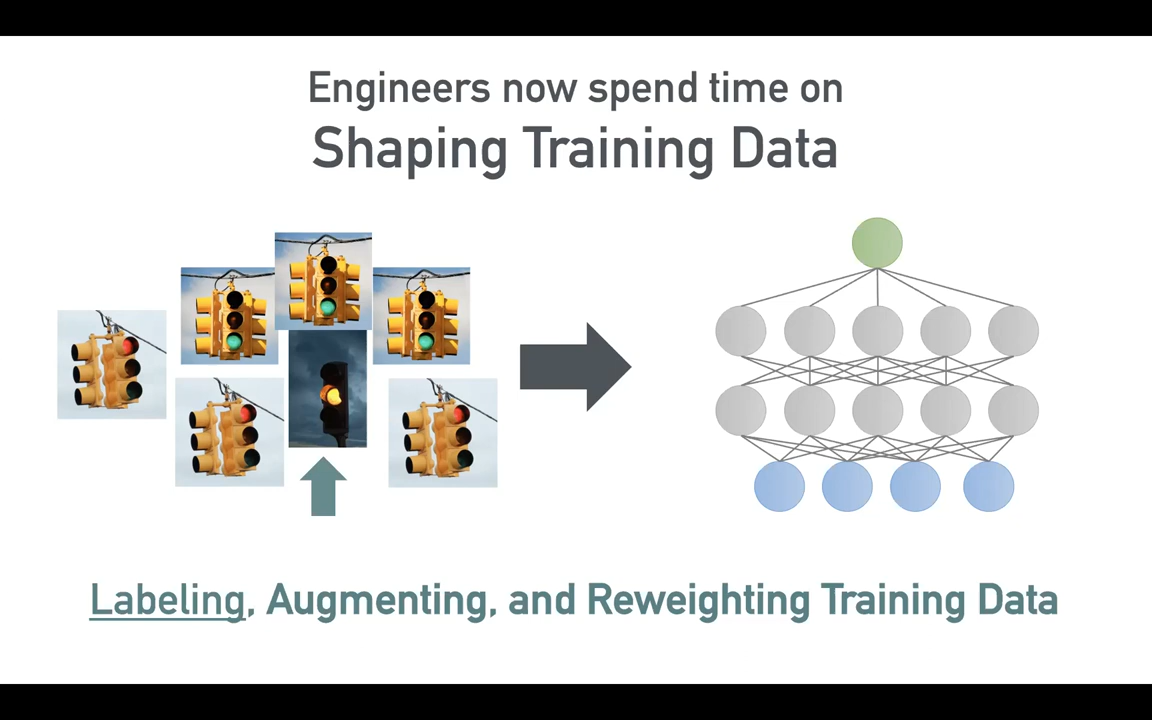 Engineers now spend time on
Shaping Training Data
Labeling, Augmenting, and Reweighting Training Data